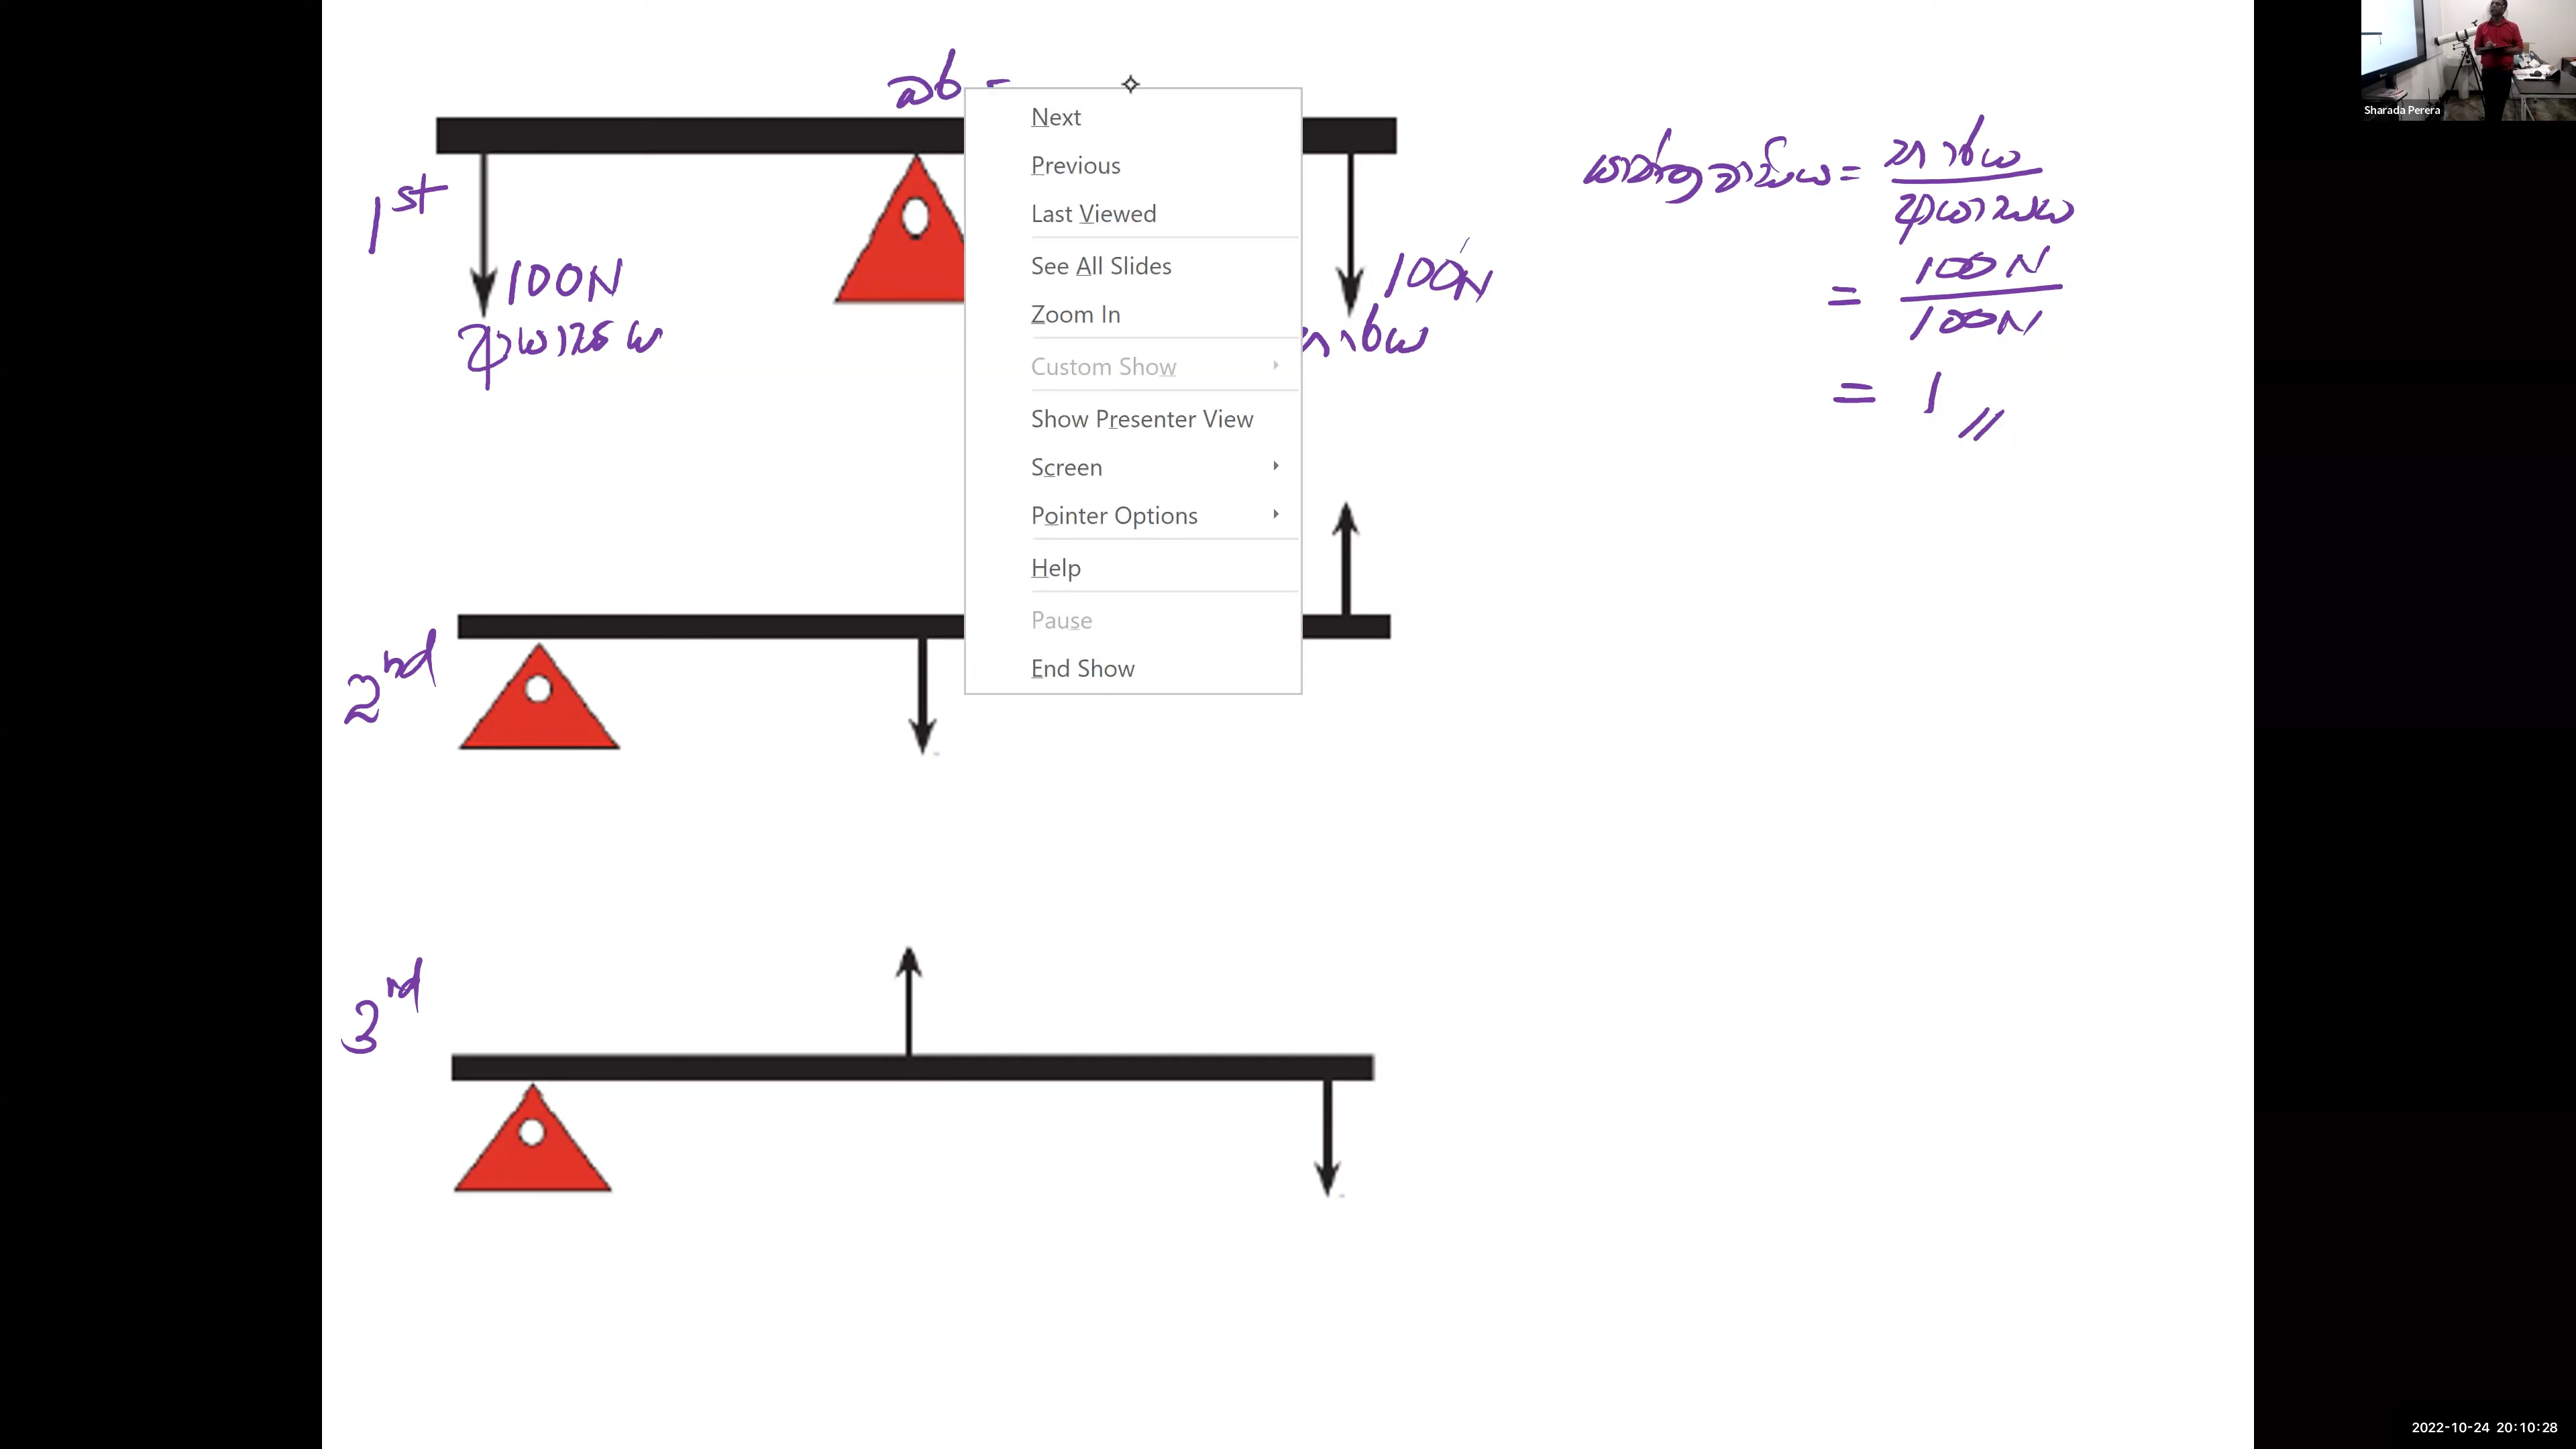 ලීවර -
1st
100N
ආයාසය
100N
භාරය
Next
Previous
Last Viewed
See All Slides
Zoom In
Custom Show
Show Presenter View
Screen
Pointer Options
Help
Pause
End Show
යාන්ත්‍ර වාසිය = භාරය
ආයාසය
= 100N
100N
= 1 //
2nd
3rd
Sharada Perera
2022-10-24 20:10:28